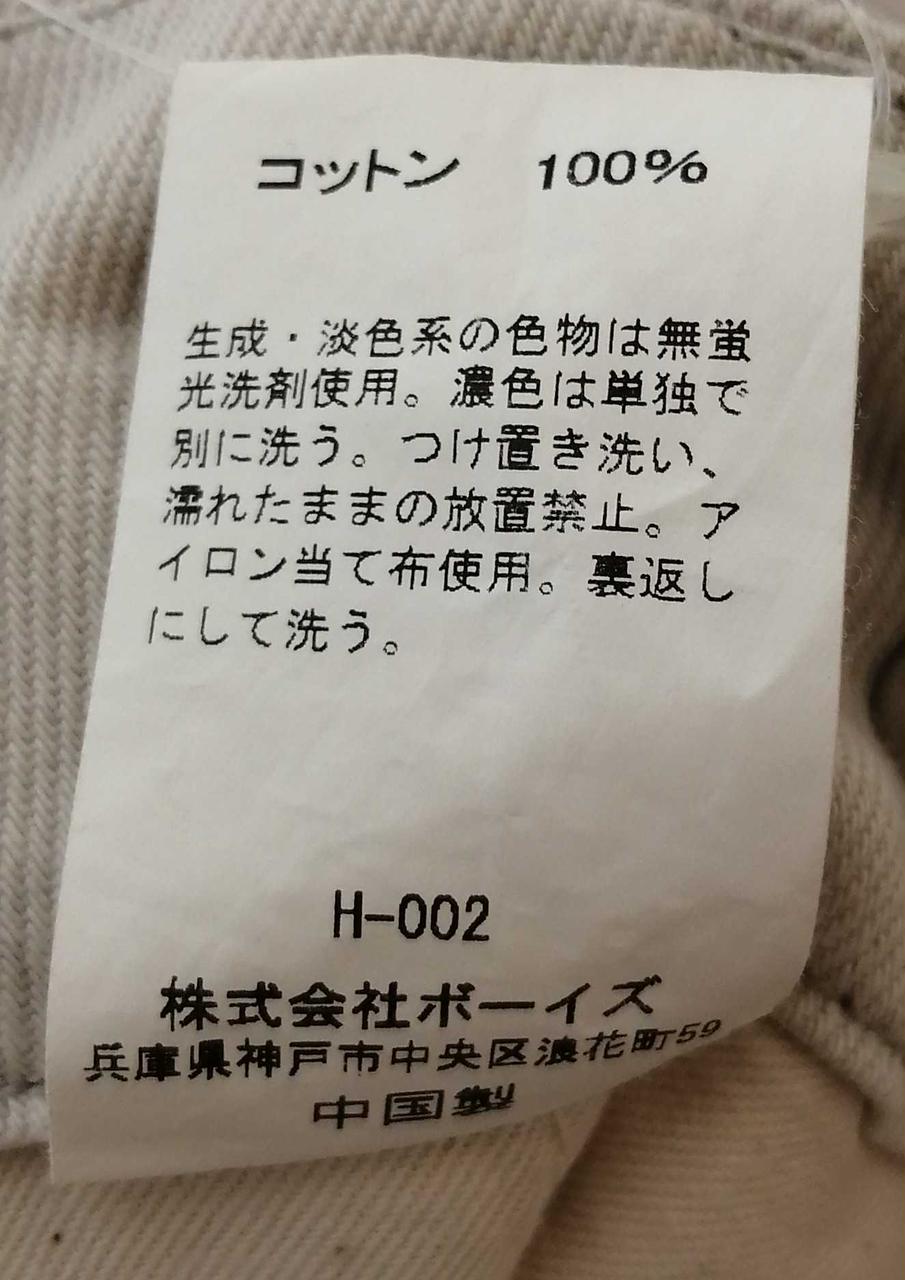 コットン 100%
生成・淡色系の色物は無蛍
光洗剤使用。濃色は単独で
別に洗う。つけ置き洗い、
濡れたままの放置禁止。ア
イロン当て布使用。裏返し
にして洗う。
H-002
株式会社ボーイズ
兵庫県神戸市中央区浪花町59
中国製